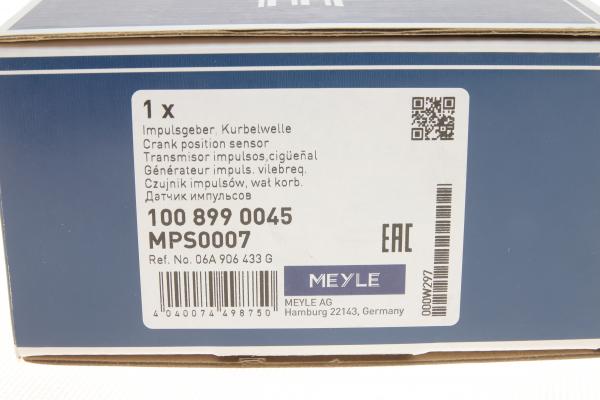 1 x
Impulsgeber, Kurbelwelle
Crank position sensor
Transmisor impulsos,cigüeñal
Générateur impuls. vilebreq.
Czujnik impulsów, wał korb.
Датчик импульсов
100 899 0045
MPS0007
Ref. No. 06A 906 433 G
EAC
MEYLE
MEYLE AG
Hamburg 22143, Germany
4 040074 498750
000W297